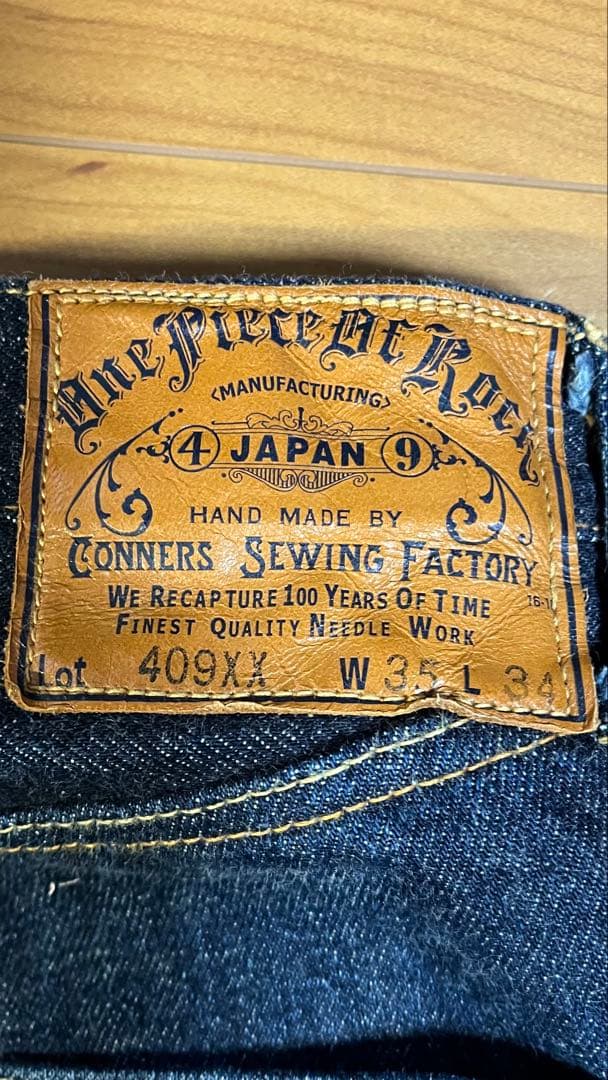 One Piece Of Rock
<MANUFACTURING>
4 JAPAN 9
HAND MADE BY
CONNERS SEWING FACTORY
WE RECAPTURE 100 YEARS OF TIME
FINEST QUALITY NEEDLE WORK
Lot 409XX W 35 L 34